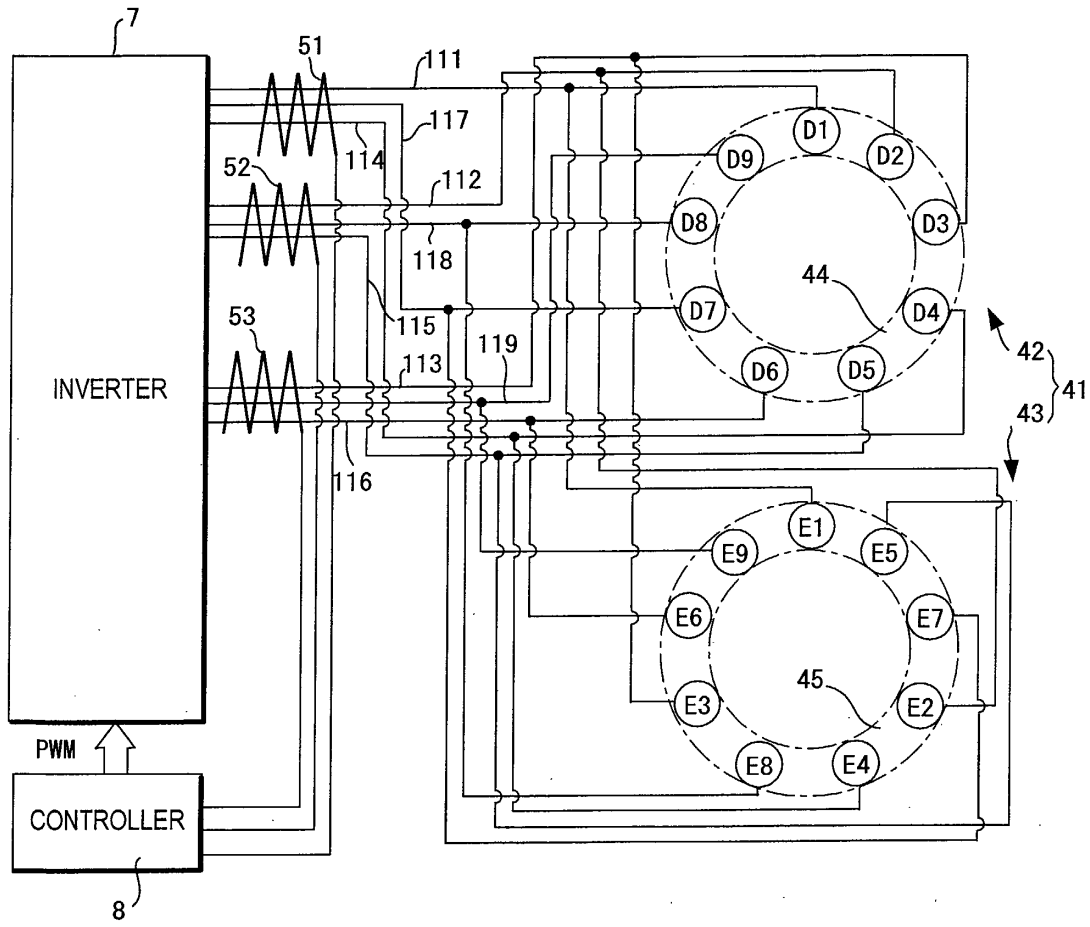 7
51
111
117
114
52
112
118
115
53
113
119
116
INVERTER
PWM
CONTROLLER
8
D1
D2
D3
D4
D5
D6
D7
D8
D9
44
42
43
41
E1
E5
E7
E2
E4
E8
E3
E6
E9
45